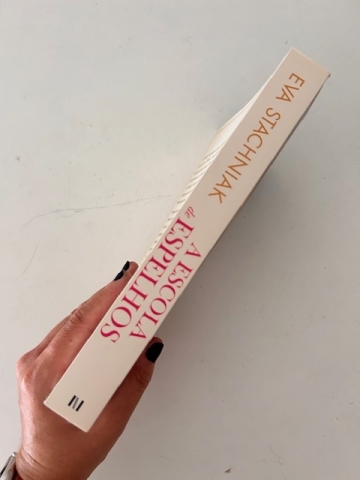 EVA STACHNIAK
A ESCOLA
de ESPELHOS